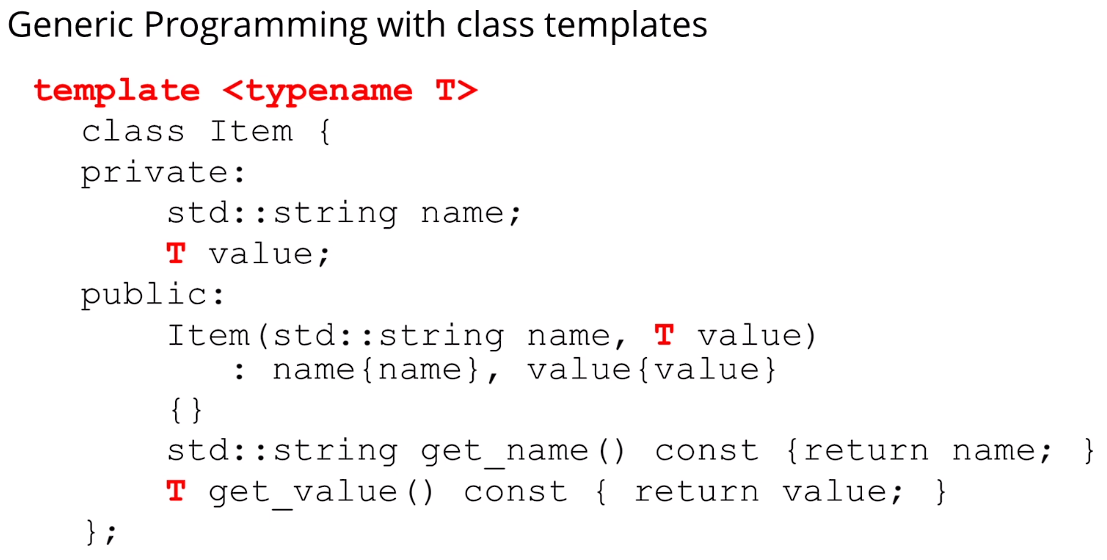 Generic Programming with class templates
template <typename T>
class Item {
private:
std::string name;
T value;
public:
Item(std::string name, T value)
: name{name}, value{value}
{}
std::string get_name() const {return name; }
T get_value() const { return value; }
};